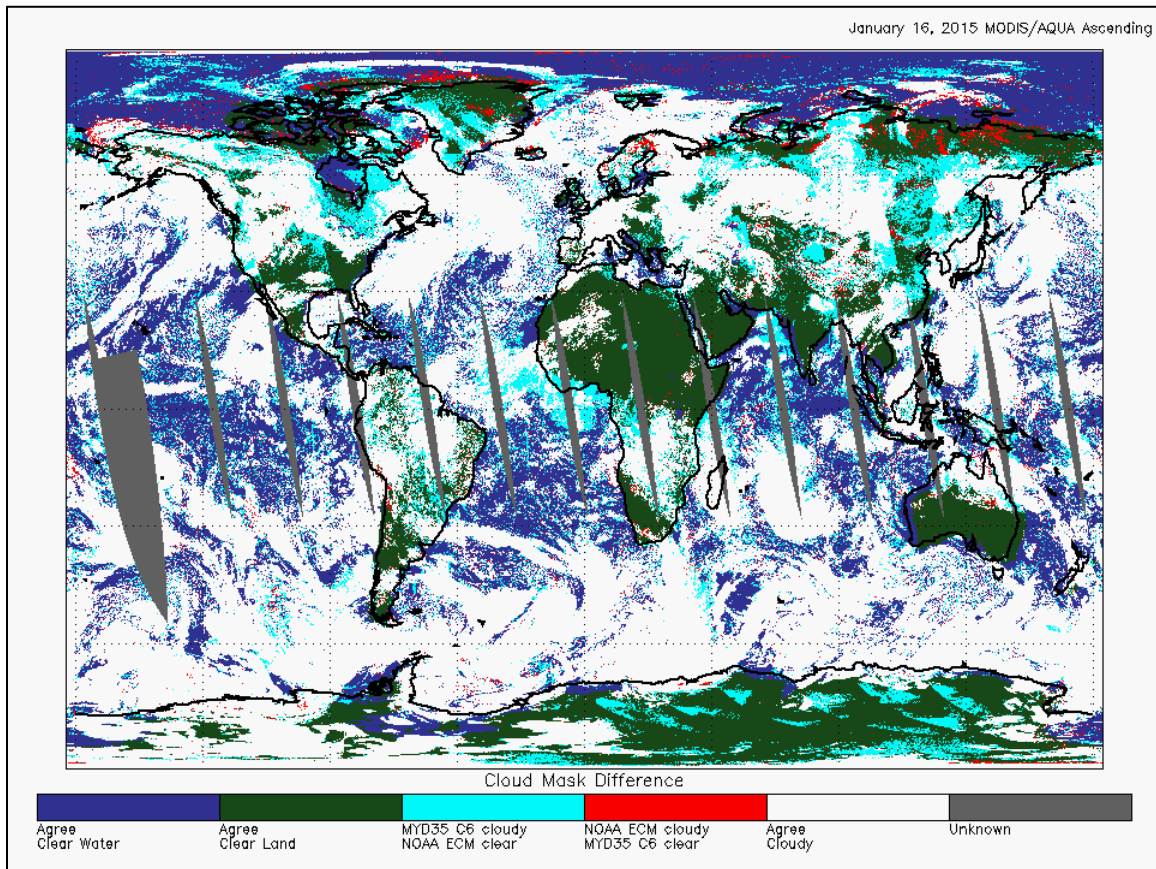 January 16, 2015 MODIS/AQUA Ascending
Cloud Mask Difference
Agree
Clear Water
Agree
Clear Land
MYD35 C6 cloudy
NOAA ECM clear
NOAA ECM cloudy
MYD35 C6 clear
Agree
Cloudy
Unknown